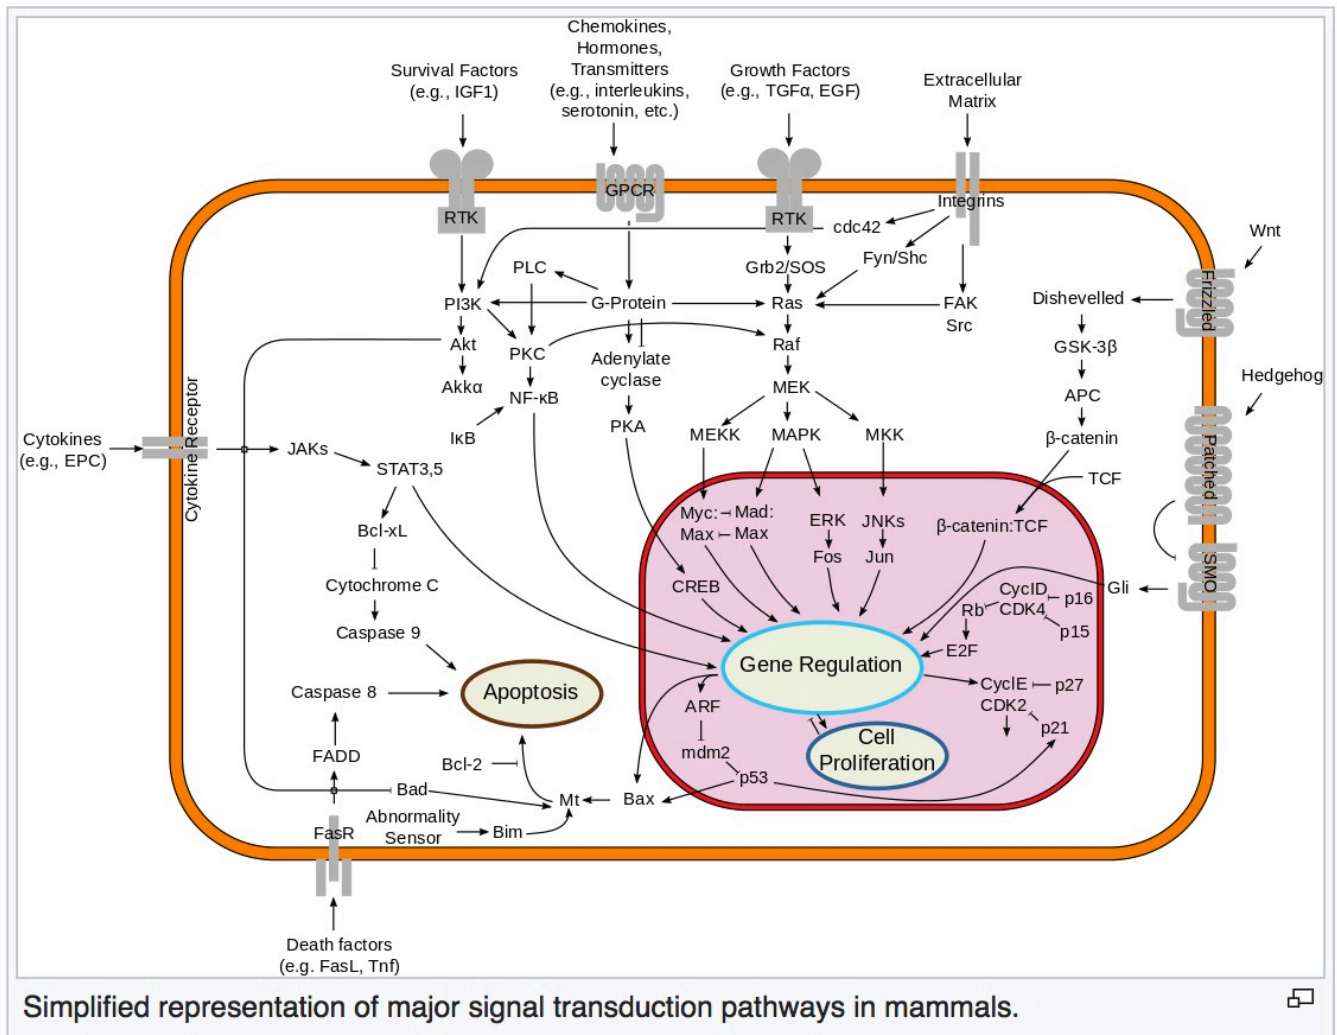 Survival Factors
(e.g., IGF1)
Chemokines,
Hormones,
Transmitters
(e.g., interleukins,
serotonin, etc.)
Growth Factors
(e.g., TGFα, EGF)
Extracellular
Matrix
RTK
GPCR
RTK
Integrins
cdc42
Wnt
Fyn/Shc
PLC
Grb2/SOS
Frizzled
PI3K
G-Protein
Ras
FAK
Src
Dishevelled
Akt
PKC
Adenylate
cyclase
Raf
GSK-3β
Akkα
NF-κB
MEK
APC
Hedgehog
IκB
PKA
MEKK
MAPK
MKK
β-catenin
Patched
Cytokines
(e.g., EPC)
Cytokine Receptor
JAKs
STAT3,5
TCF
Myc:
Max
Mad:
Max
ERK
JNKs
β-catenin:TCF
Bcl-xL
Fos
Jun
Cytochrome C
CREB
Gli
SMO
CyclD
CDK4
p16
Rb
p15
Caspase 9
E2F
Gene Regulation
Caspase 8
Apoptosis
CyclE
CDK2
p27
ARF
p21
FADD
mdm2
Cell
Proliferation
Bcl-2
p53
Bad
Mt
Bax
Abnormality
Sensor
Bim
FasR
Death factors
(e.g. FasL, Tnf)
Simplified representation of major signal transduction pathways in mammals.